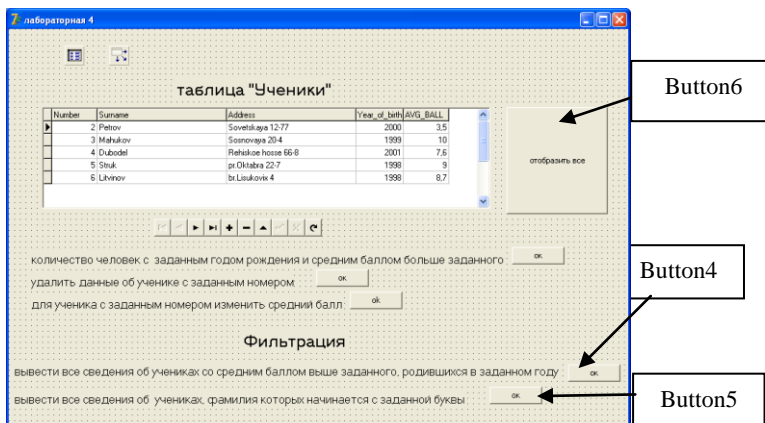 лабораторная 4
таблица "Ученики"
Number Surname Address Year_of_birth AVG_BALL
2 Petrov Sovetskaya 12-77 2000 3,5
3 Mahukov Sosnovaya 20-4 1999 10
4 Dubodel Rehiskoe hosse 66-8 2001 7,6
5 Struk pr.Oktabra 22-7 1998 9
6 Litvinov br.Lisukovix 4 1998 8,7
отобразить все
Button6
количество человек с заданным годом рождения и средним баллом больше заданного ок
удалить данные об ученике с заданным номером ок
Button4
для ученика с заданным номером изменить средний балл ok
Фильтрация
вывести все сведения об учениках со средним баллом выше заданного, родившихся в заданном году ок
вывести все сведения об учениках, фамилия которых начинается с заданной буквы ок
Button5